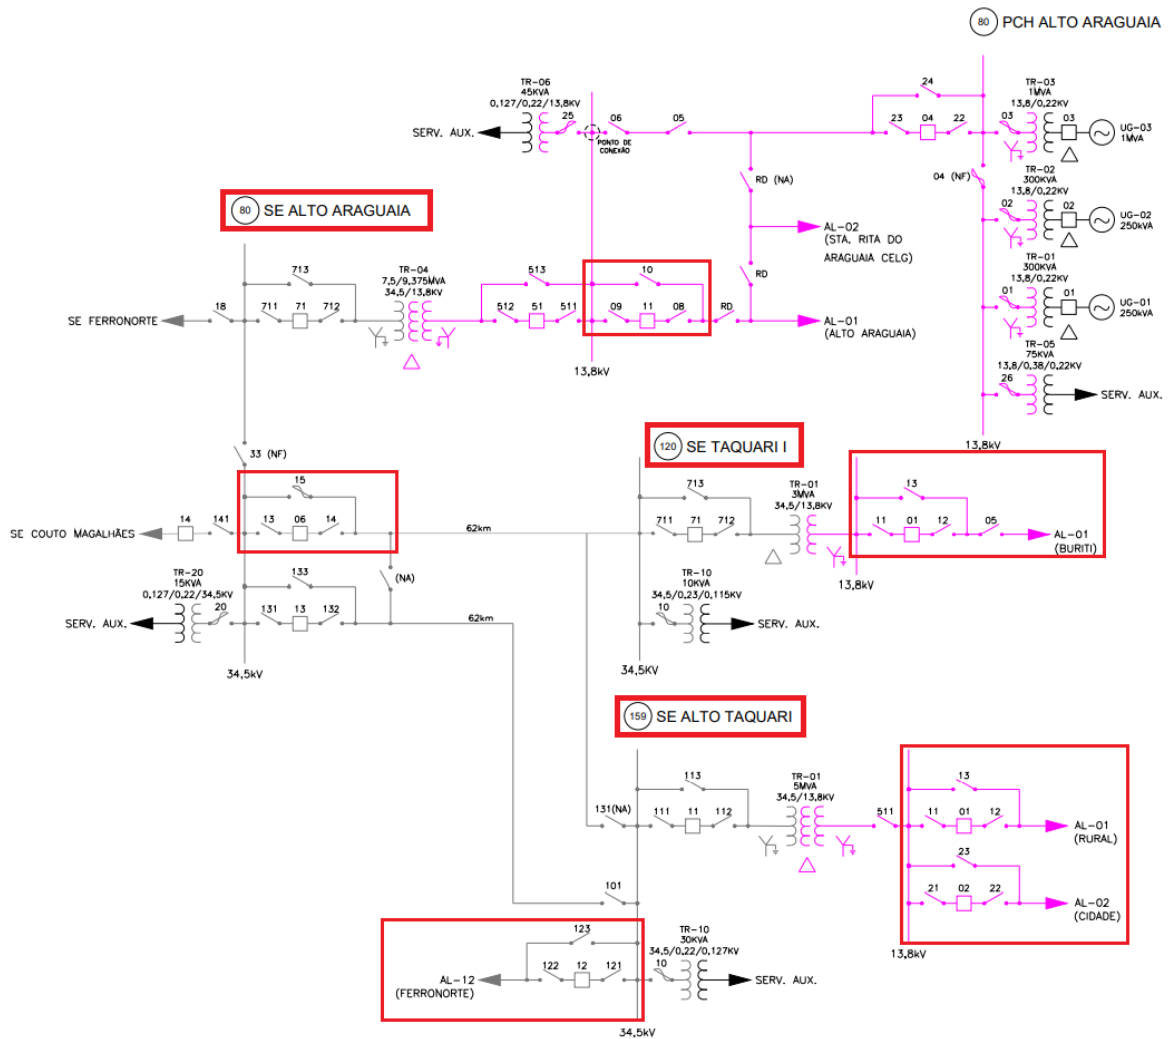 80 PCH ALTO ARAGUAIA
TR-06
45KVA
0,127/0,22/13,8KV
25
SERV. AUX.
06
05
PONTO DE
CONEXÃO
24
23
04
22
TR-03
1MVA
13,8/0,22KV
03
03
UG-03
1MVA
RD (NA)
04 (NF)
TR-02
300KVA
13,8/0,22KV
02
02
UG-02
250kVA
80 SE ALTO ARAGUAIA
AL-02
(STA. RITA DO
ARAGUAIA CELG)
713
TR-04
7,5/9,375MVA
34,5/13,8KV
513
10
RD
TR-01
300KVA
13,8/0,22KV
01
01
UG-01
250kVA
SE FERRONORTE
18
711
71
712
512
51
511
09
11
08
RD
AL-01
(ALTO ARAGUAIA)
13,8kV
TR-05
75KVA
13,8/0,38/0,22KV
26
SERV. AUX.
13,8kV
33 (NF)
120 SE TAQUARI I
15
713
TR-01
3MVA
34,5/13,8KV
13
SE COUTO MAGALHÃES
14
141
13
06
14
62km
711
71
712
11
01
12
05
AL-01
(BURITI)
13,8kV
(NA)
TR-20
15KVA
0,127/0,22/34,5KV
20
133
SERV. AUX.
131
13
132
62km
TR-10
10KVA
34,5/0,23/0,115KV
10
SERV. AUX.
34,5kV
34,5KV
159 SE ALTO TAQUARI
113
TR-01
5MVA
34,5/13,8KV
13
131(NA)
111
11
112
511
11
01
12
AL-01
(RURAL)
23
101
21
02
22
AL-02
(CIDADE)
13,8kV
123
TR-10
30KVA
34,5/0,22/0,127KV
AL-12
(FERRONORTE)
122
12
121
10
SERV. AUX.
34,5kV